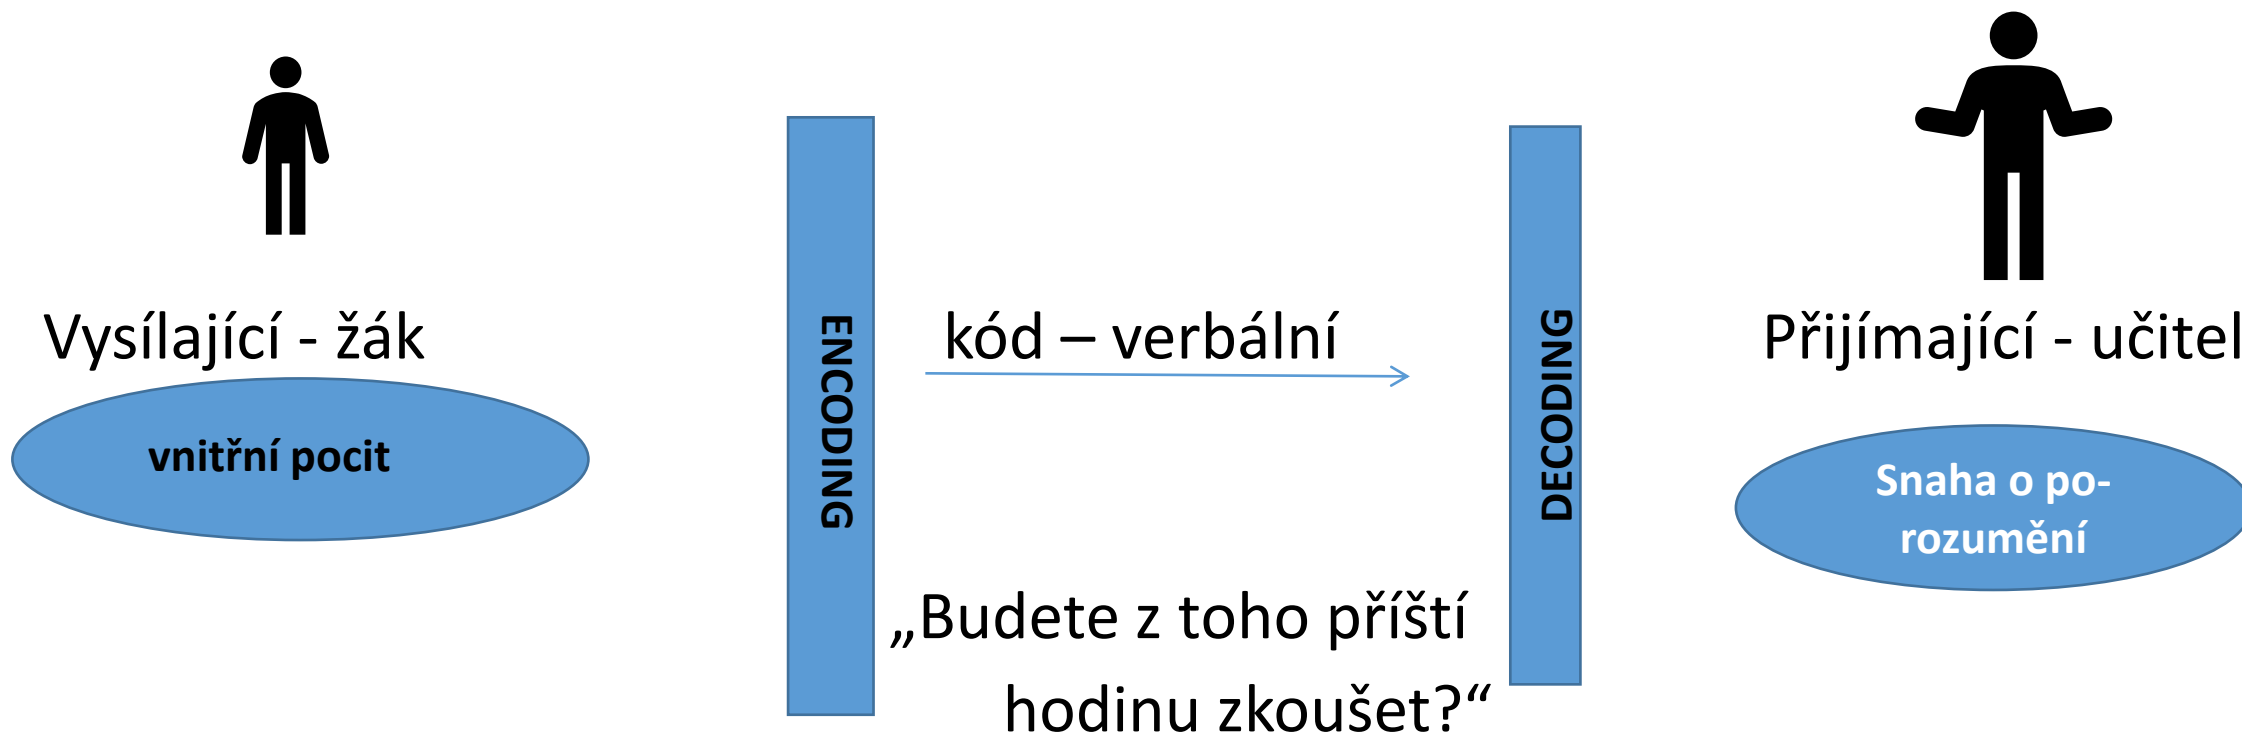 Vysílající - žák
vnitřní pocit
ENCODING
kód – verbální
„Budete z toho příští
hodinu zkoušet?“
DECODING
Přijímající - učitel
Snaha o po-
rozumění